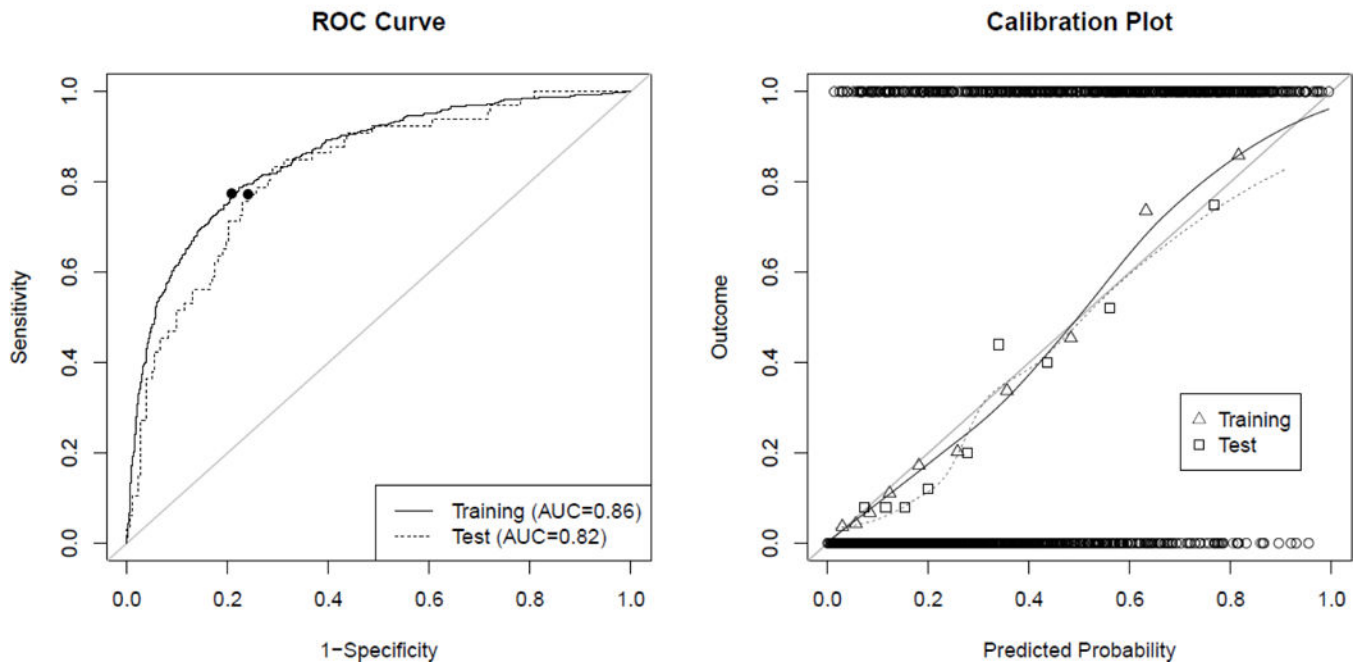 ROC Curve
1.0
0.8
0.6
0.4
0.2
0.0
Sensitivity
Training (AUC=0.86)
Test (AUC=0.82)
0.0 0.2 0.4 0.6 0.8 1.0
1−Specificity
Calibration Plot
1.0
0.8
0.6
0.4
0.2
0.0
Outcome
Training
Test
0.0 0.2 0.4 0.6 0.8 1.0
Predicted Probability